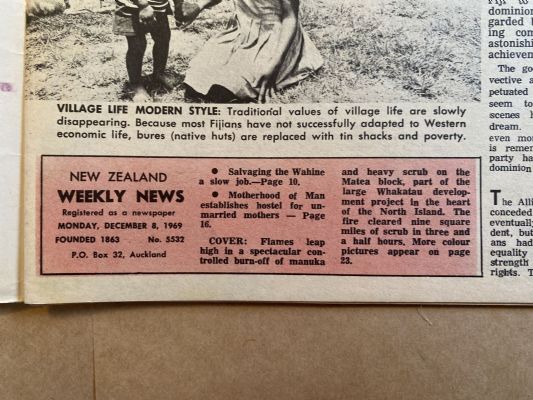 VILLAGE LIFE MODERN STYLE: Traditional values of village life are slowly
disappearing. Because most Fijians have not successfully adapted to Western
economic life, bures (native huts) are replaced with tin shacks and poverty.
NEW ZEALAND
WEEKLY NEWS
Registered as a newspaper
MONDAY, DECEMBER 8, 1969
FOUNDED 1863 No. 5532
P.O. Box 32, Auckland
● Salvaging the Wahine
a slow job.—Page 10.
● Motherhood of Man
establishes hostel for un-
married mothers — Page
16.
COVER: Flames leap
high in a spectacular con-
trolled burn-off of manuka
and heavy scrub on the
Matea block, part of the
large Whakatau develop-
ment project in the heart
of the North Island. The
fire cleared nine square
miles of scrub in three and
a half hours. More colour
pictures appear on page
23.
dominion
garded
ing com
astonishi
achievem
The go
vective a
petuated
seem to
scenes
dream.
even mo
is remem
party ha
dominion
The Alli
conceded
eventually
dent, but
ans had
equality
strength
rights. T